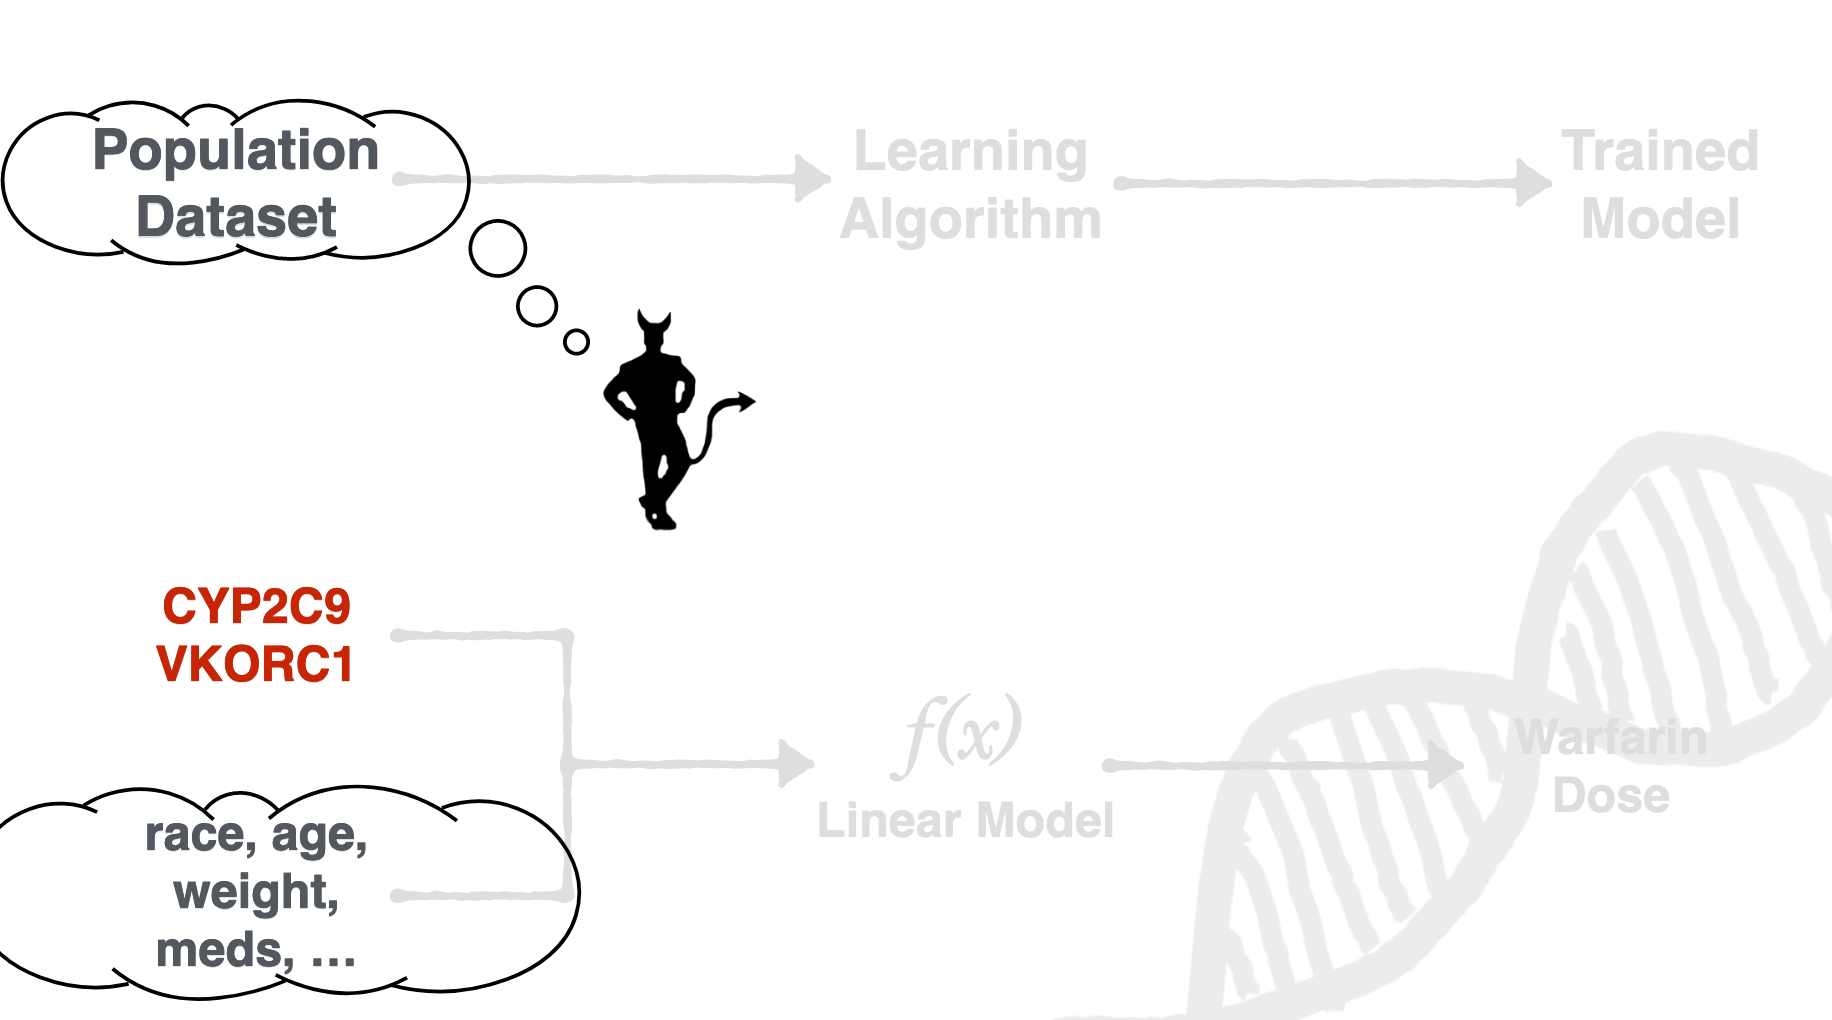 Population
Dataset
Learning
Algorithm
Trained
Model
CYP2C9
VKORC1
race, age,
weight,
meds, ...
f(x)
Linear Model
Warfarin
Dose